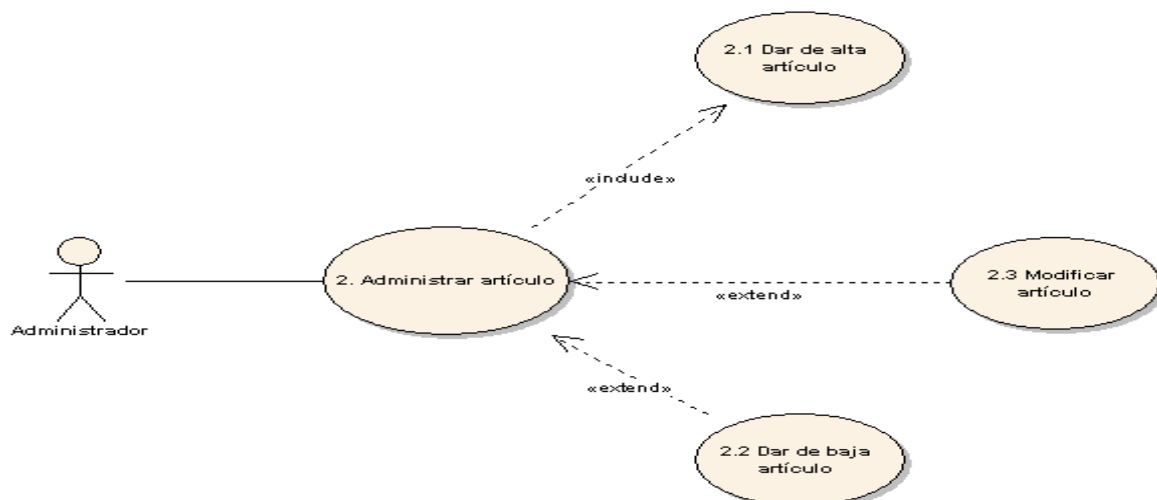 2.1 Dar de alta
artículo
«include»
2. Administrar artículo
2.3 Modificar
artículo
«extend»
Administrador
«extend»
2.2 Dar de baja
artículo